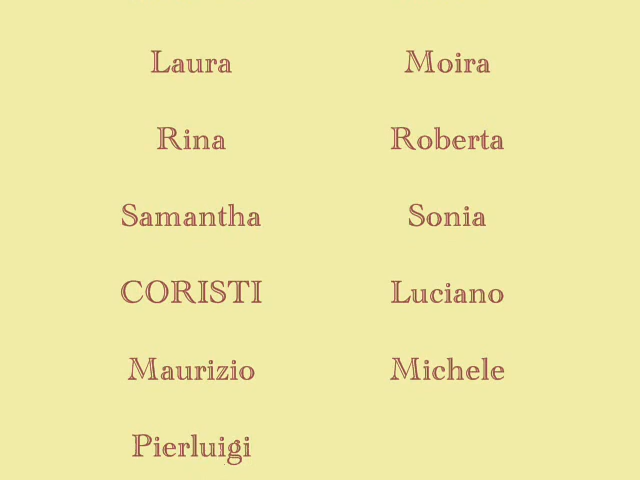 Laura Moira
Rina Roberta
Samantha Sonia
CORISTI Luciano
Maurizio Michele
Pierluigi